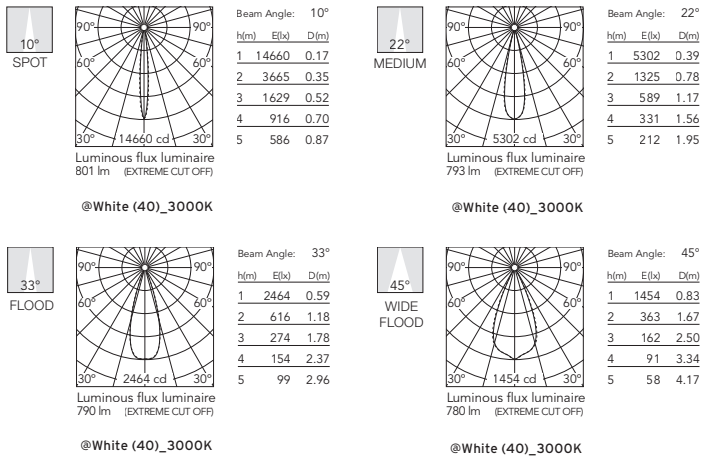 10°
SPOT
90° 90°
60° 60°
30° 14660 cd 30°
Luminous flux luminaire
801 lm (EXTREME CUT OFF)
@White (40)_3000K
Beam Angle: 10°
h(m) E(lx) D(m)
1 14660 0.17
2 3665 0.35
3 1629 0.52
4 916 0.70
5 586 0.87
22°
MEDIUM
90° 90°
60° 60°
30° 5302 cd 30°
Luminous flux luminaire
793 lm (EXTREME CUT OFF)
@White (40)_3000K
Beam Angle: 22°
h(m) E(lx) D(m)
1 5302 0.39
2 1325 0.78
3 589 1.17
4 331 1.56
5 212 1.95
33°
FLOOD
90° 90°
60° 60°
30° 2464 cd 30°
Luminous flux luminaire
790 lm (EXTREME CUT OFF)
@White (40)_3000K
Beam Angle: 33°
h(m) E(lx) D(m)
1 2464 0.59
2 616 1.18
3 274 1.78
4 154 2.37
5 99 2.96
45°
WIDE
FLOOD
90° 90°
60° 60°
30° 1454 cd 30°
Luminous flux luminaire
780 lm (EXTREME CUT OFF)
@White (40)_3000K
Beam Angle: 45°
h(m) E(lx) D(m)
1 1454 0.83
2 363 1.67
3 162 2.50
4 91 3.34
5 58 4.17